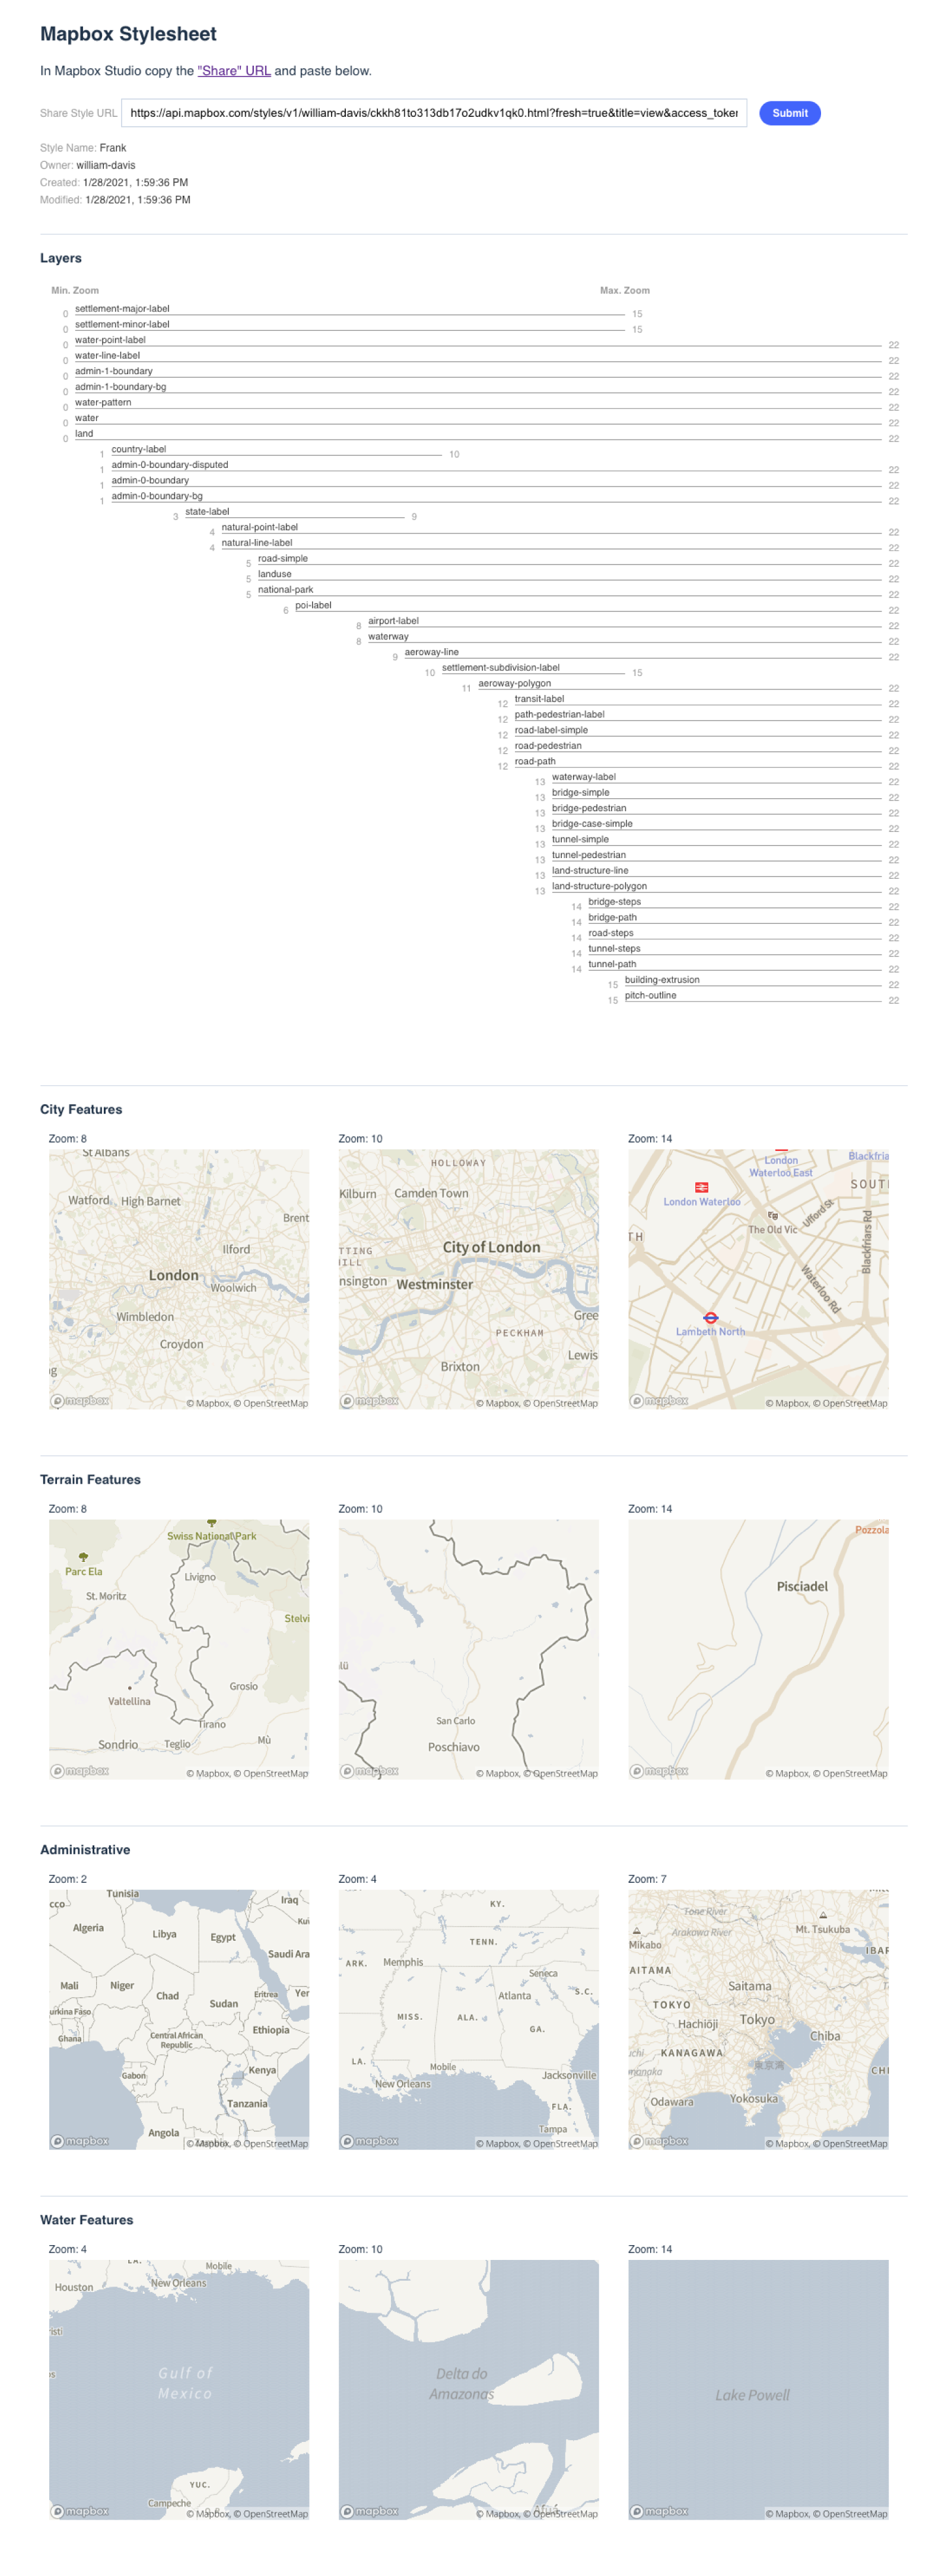 Mapbox Stylesheet
In Mapbox Studio copy the "Share" URL and paste below.
Share Style URL https://api.mapbox.com/styles/v1/william-davis/ckkh81to313db17o2udkv1qk0.html?fresh=true&title=view&access_token Submit
Style Name: Frank
Owner: william-davis
Created: 1/28/2021, 1:59:36 PM
Modified: 1/28/2021, 1:59:36 PM
Layers
Min. Zoom Max. Zoom
0 settlement-major-label 15
0 settlement-minor-label 15
0 water-point-label 22
0 water-line-label 22
0 admin-1-boundary 22
0 admin-1-boundary-bg 22
0 water-pattern 22
0 water 22
0 land 22
1 country-label 10
1 admin-0-boundary-disputed 22
1 admin-0-boundary 22
1 admin-0-boundary-bg 22
3 state-label 9
4 natural-point-label 22
4 natural-line-label 22
5 road-simple 22
5 landuse 22
5 national-park 22
6 poi-label 22
8 airport-label 22
8 waterway 22
9 aeroway-line 22
10 settlement-subdivision-label 15
11 aeroway-polygon 22
12 transit-label 22
12 path-pedestrian-label 22
12 road-label-simple 22
12 road-pedestrian 22
12 road-path 22
13 waterway-label 22
13 bridge-simple 22
13 bridge-pedestrian 22
13 bridge-case-simple 22
13 tunnel-simple 22
13 tunnel-pedestrian 22
13 land-structure-line 22
13 land-structure-polygon 22
14 bridge-steps 22
14 bridge-path 22
14 road-steps 22
14 tunnel-steps 22
14 tunnel-path 22
15 building-extrusion 22
15 pitch-outline 22
City Features
Zoom: 8
St Albans
Watford High Barnet
Brent
Ilford
London
Woolwich
Wimbledon
Croydon
g
mapbox © Mapbox, © OpenStreetMap
Zoom: 10
HOLLOWAY
Kilburn Camden Town
TTING
HILL
City of London
nsington Westminster
Gree
PECKHAM
Lewis
Brixton
mapbox © Mapbox, © OpenStreetMap
Zoom: 14
London
Waterloo East
Blackfria
SOUT
London Waterloo
Ufford St
The Old Vic
TH
Blackfriars Rd
Waterloo Rd
Lambeth North
mapbox © Mapbox, © OpenStreetMap
Terrain Features
Zoom: 8
Swiss National Park
Parc Ela
Livigno
St. Moritz
Stelvi
Grosio
Valtellina
Tirano
Sondrio Teglio Mù
mapbox © Mapbox, © OpenStreetMap
Zoom: 10
lü
San Carlo
Poschiavo
mapbox © Mapbox, © OpenStreetMap
Zoom: 14
Pozzola
Pisciadel
mapbox © Mapbox, © OpenStreetMap
Administrative
Zoom: 2
Tunisia
cco
Iraq
Algeria
Libya
Egypt
Kuw
Saudi Ara
Mali Niger
Chad
Sudan
Eritrea Yer
urkina Faso
Ghana
Central African
Republic
Ethiopia
Gabon
Kenya
Tanzania
Angola
mapbox © Mapbox, © OpenStreetMap
Zoom: 4
KY.
TENN.
ARK. Memphis
Seneca
Atlanta S.C.
MISS. ALA.
GA.
LA.
Mobile
New Orleans
Jacksonville
FLA.
Tampa
mapbox © Mapbox, © OpenStreetMap
Zoom: 7
Tone River
Mt. Tsukuba
Arakawa River
Mikabo
IBAR
AITAMA
Saitama
TOKYO
Hachiōji Tokyo
Chiba
KANAGAWA
uchi
manaka
東京湾
CHI
Odawara Yokosuka
mapbox © Mapbox, © OpenStreetMap
Water Features
Zoom: 4
LA.
Mobile
Houston New Orleans
isti
as
Gulf of
Mexico
YUC.
Campeche
mapbox © Mapbox, © OpenStreetMap
Zoom: 10
Delta do
Amazonas
mapbox © Mapbox, © OpenStreetMap
Zoom: 14
Lake Powell
mapbox © Mapbox, © OpenStreetMap